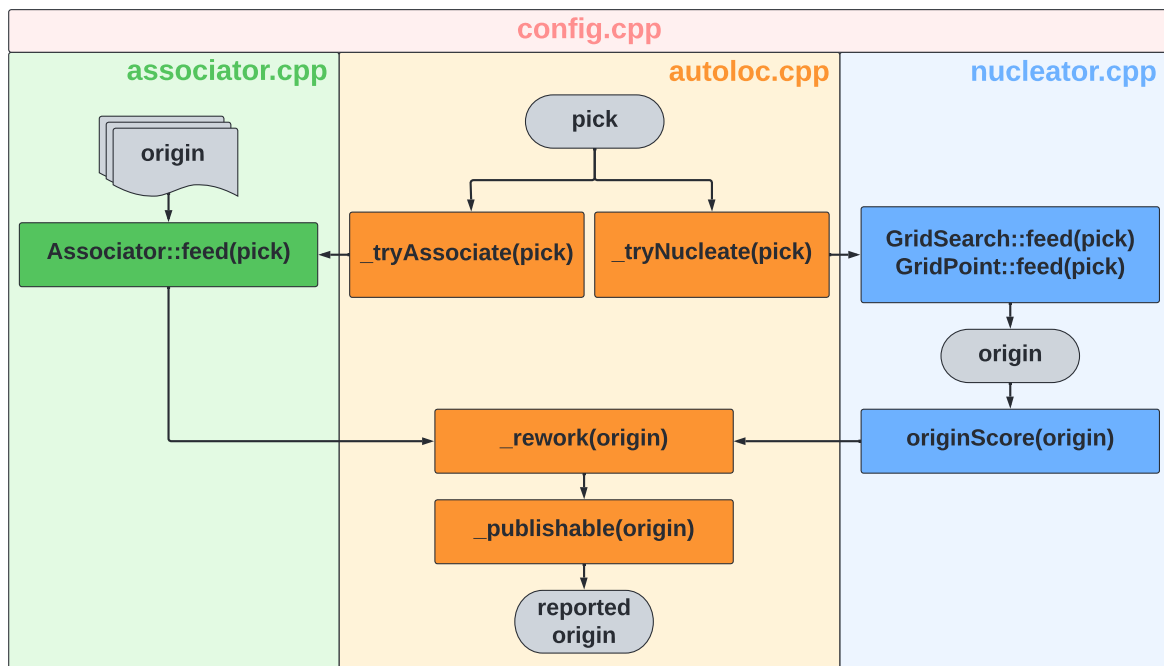 config.cpp
associator.cpp
autoloc.cpp
nucleator.cpp
pick
origin
Associator::feed(pick)
_tryAssociate(pick)
_tryNucleate(pick)
GridSearch::feed(pick)
GridPoint::feed(pick)
origin
_rework(origin)
originScore(origin)
_publishable(origin)
reported
origin